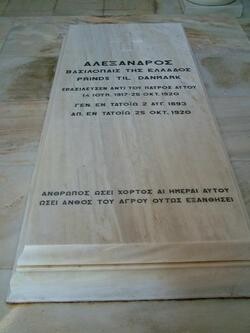 ΑΛΕΞΑΝΔΡΟΣ
ΒΑΣΙΛΟΠΑΙΣ ΤΗΣ ΕΛΛΑΔΟΣ
PRINDS TIL DANMARK
ΕΒΑΣΙΛΕΥΣΕΝ ΑΝΤΙ ΤΟΥ ΠΑΤΡΟΣ ΑΥΤΟΥ
14 ΙΟΥΝ. 1917-25 ΟΚΤ. 1920
ΓΕΝ. ΕΝ ΤΑΤΟΪΩ 2 ΑΥΓ. 1893
ΑΠ. ΕΝ ΤΑΤΟΪΩ 25 ΟΚΤ. 1920
ΑΝΘΡΩΠΟΣ ΩΣΕΙ ΧΟΡΤΟΣ ΑΙ ΗΜΕΡΑΙ ΑΥΤΟΥ
ΩΣΕΙ ΑΝΘΟΣ ΤΟΥ ΑΓΡΟΥ ΟΥΤΩΣ ΕΞΑΝΘΗΣΕΙ